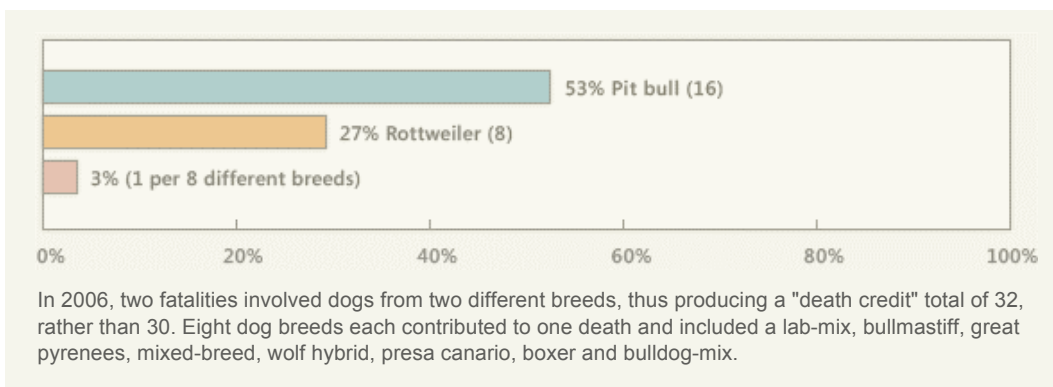 53% Pit bull (16)
27% Rottweiler (8)
3% (1 per 8 different breeds)
0% 20% 40% 60% 80% 100%
In 2006, two fatalities involved dogs from two different breeds, thus producing a "death credit" total of 32,
rather than 30. Eight dog breeds each contributed to one death and included a lab-mix, bullmastiff, great
pyrenees, mixed-breed, wolf hybrid, presa canario, boxer and bulldog-mix.